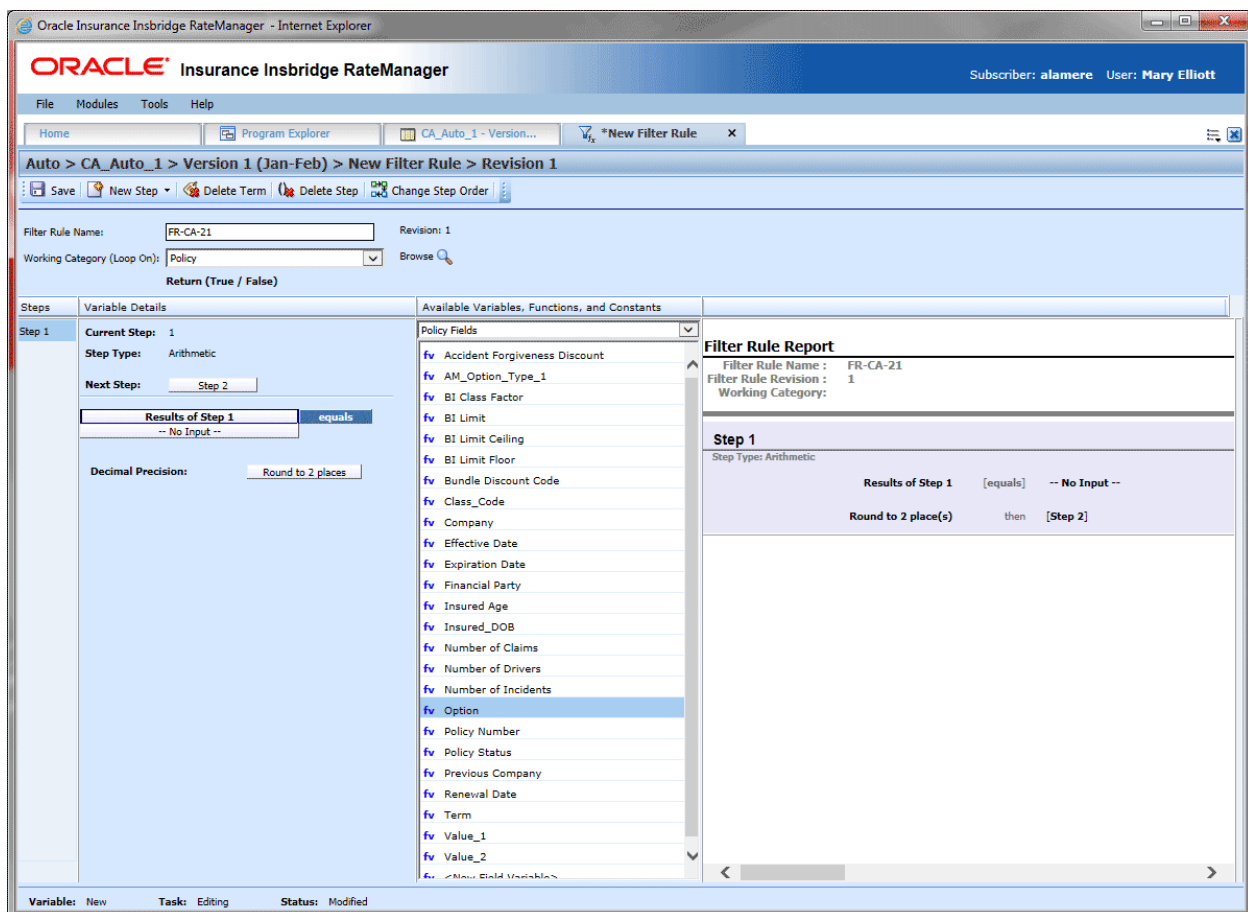 Oracle Insurance Insbridge RateManager - Internet Explorer
ORACLE® Insurance Insbridge RateManager
Subscriber: alamere User: Mary Elliott
File Modules Tools Help
Home Program Explorer CA_Auto_1 - Version... *New Filter Rule x
Auto > CA_Auto_1 > Version 1 (Jan-Feb) > New Filter Rule > Revision 1
Save New Step Delete Term Delete Step Change Step Order
Filter Rule Name: FR-CA-21 Revision: 1
Working Category (Loop On): Policy Browse
Return (True / False)
Steps Variable Details Available Variables, Functions, and Constants
Step 1
Current Step: 1
Step Type: Arithmetic
Next Step: Step 2
Results of Step 1 equals
-- No Input --
Decimal Precision: Round to 2 places
Policy Fields
fv Accident Forgiveness Discount
fv AM_Option_Type_1
fv BI Class Factor
fv BI Limit
fv BI Limit Ceiling
fv BI Limit Floor
fv Bundle Discount Code
fv Class_Code
fv Company
fv Effective Date
fv Expiration Date
fv Financial Party
fv Insured Age
fv Insured_DOB
fv Number of Claims
fv Number of Drivers
fv Number of Incidents
fv Option
fv Policy Number
fv Policy Status
fv Previous Company
fv Renewal Date
fv Term
fv Value_1
fv Value_2
fv <New Field Variable>
Filter Rule Report
Filter Rule Name : FR-CA-21
Filter Rule Revision : 1
Working Category:
Step 1
Step Type: Arithmetic
Results of Step 1 [equals] -- No Input --
Round to 2 place(s) then [Step 2]
Variable: New Task: Editing Status: Modified